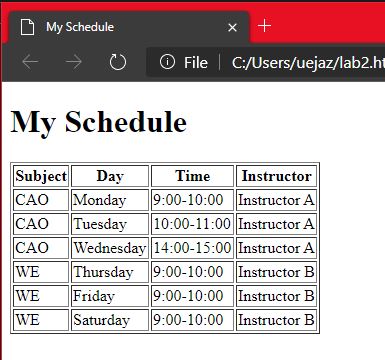 My Schedule
File C:/Users/uejaz/lab2.h
My Schedule
Subject Day Time Instructor
CAO Monday 9:00-10:00 Instructor A
CAO Tuesday 10:00-11:00 Instructor A
CAO Wednesday 14:00-15:00 Instructor A
WE Thursday 9:00-10:00 Instructor B
WE Friday 9:00-10:00 Instructor B
WE Saturday 9:00-10:00 Instructor B